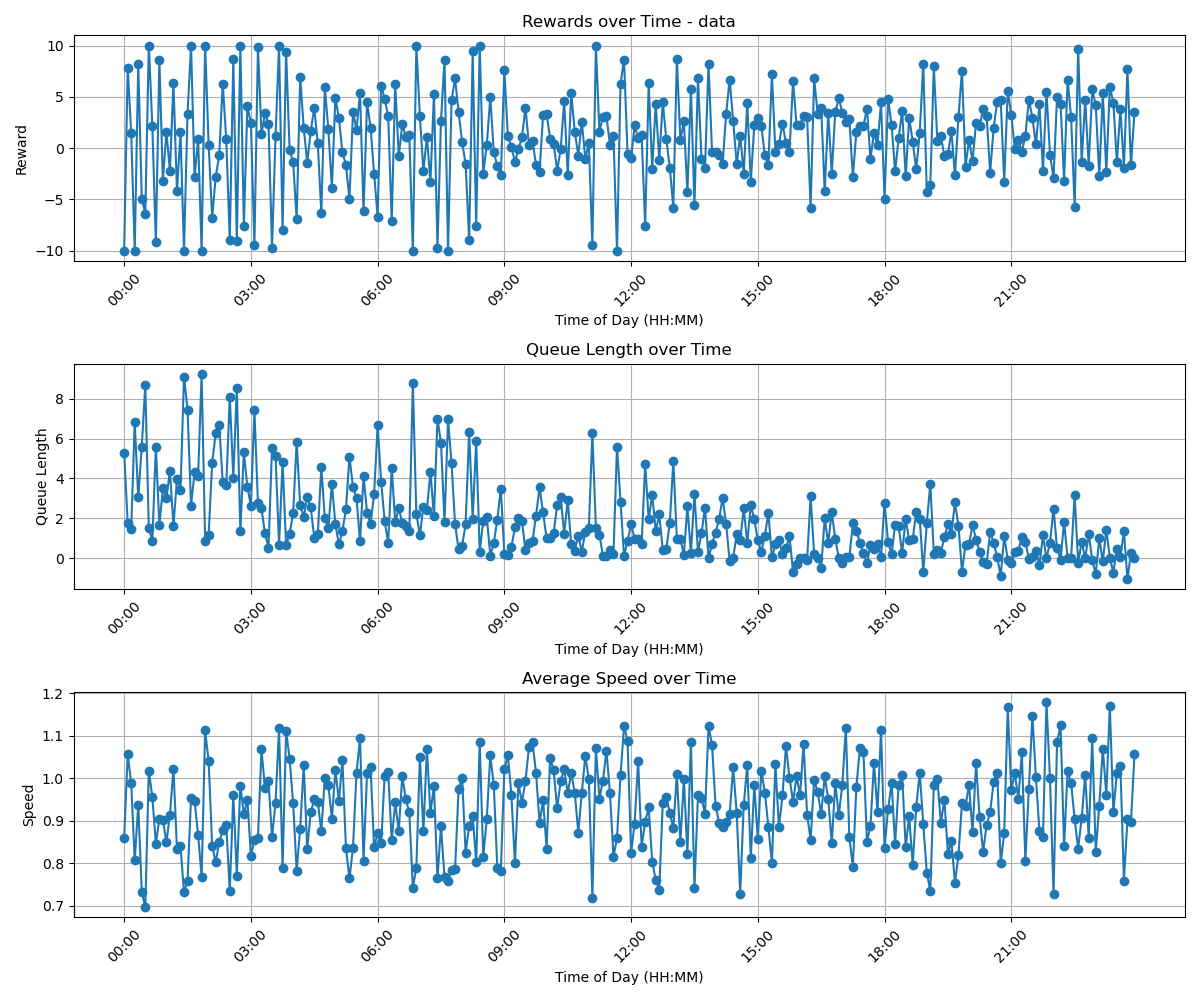 Rewards over Time - data
10
5
0
−5
−10
Reward
00:00 03:00 06:00 09:00 12:00 15:00 18:00 21:00
Time of Day (HH:MM)
Queue Length over Time
8
6
4
2
0
Queue Length
00:00 03:00 06:00 09:00 12:00 15:00 18:00 21:00
Time of Day (HH:MM)
Average Speed over Time
1.2
1.1
1.0
0.9
0.8
0.7
Speed
00:00 03:00 06:00 09:00 12:00 15:00 18:00 21:00
Time of Day (HH:MM)